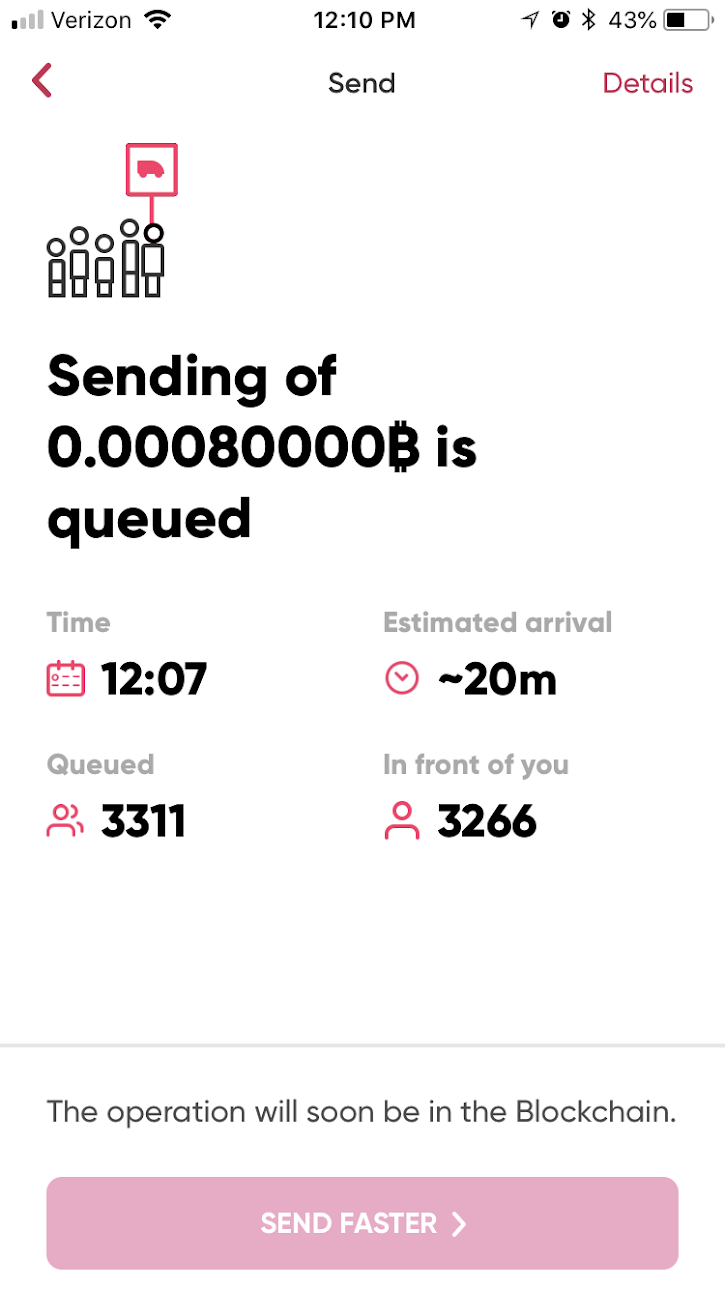 Verizon 12:10 PM 43%
Send Details
Sending of
0.00080000₿ is
queued
Time Estimated arrival
12:07 ~20m
Queued In front of you
3311 3266
The operation will soon be in the Blockchain.
SEND FASTER